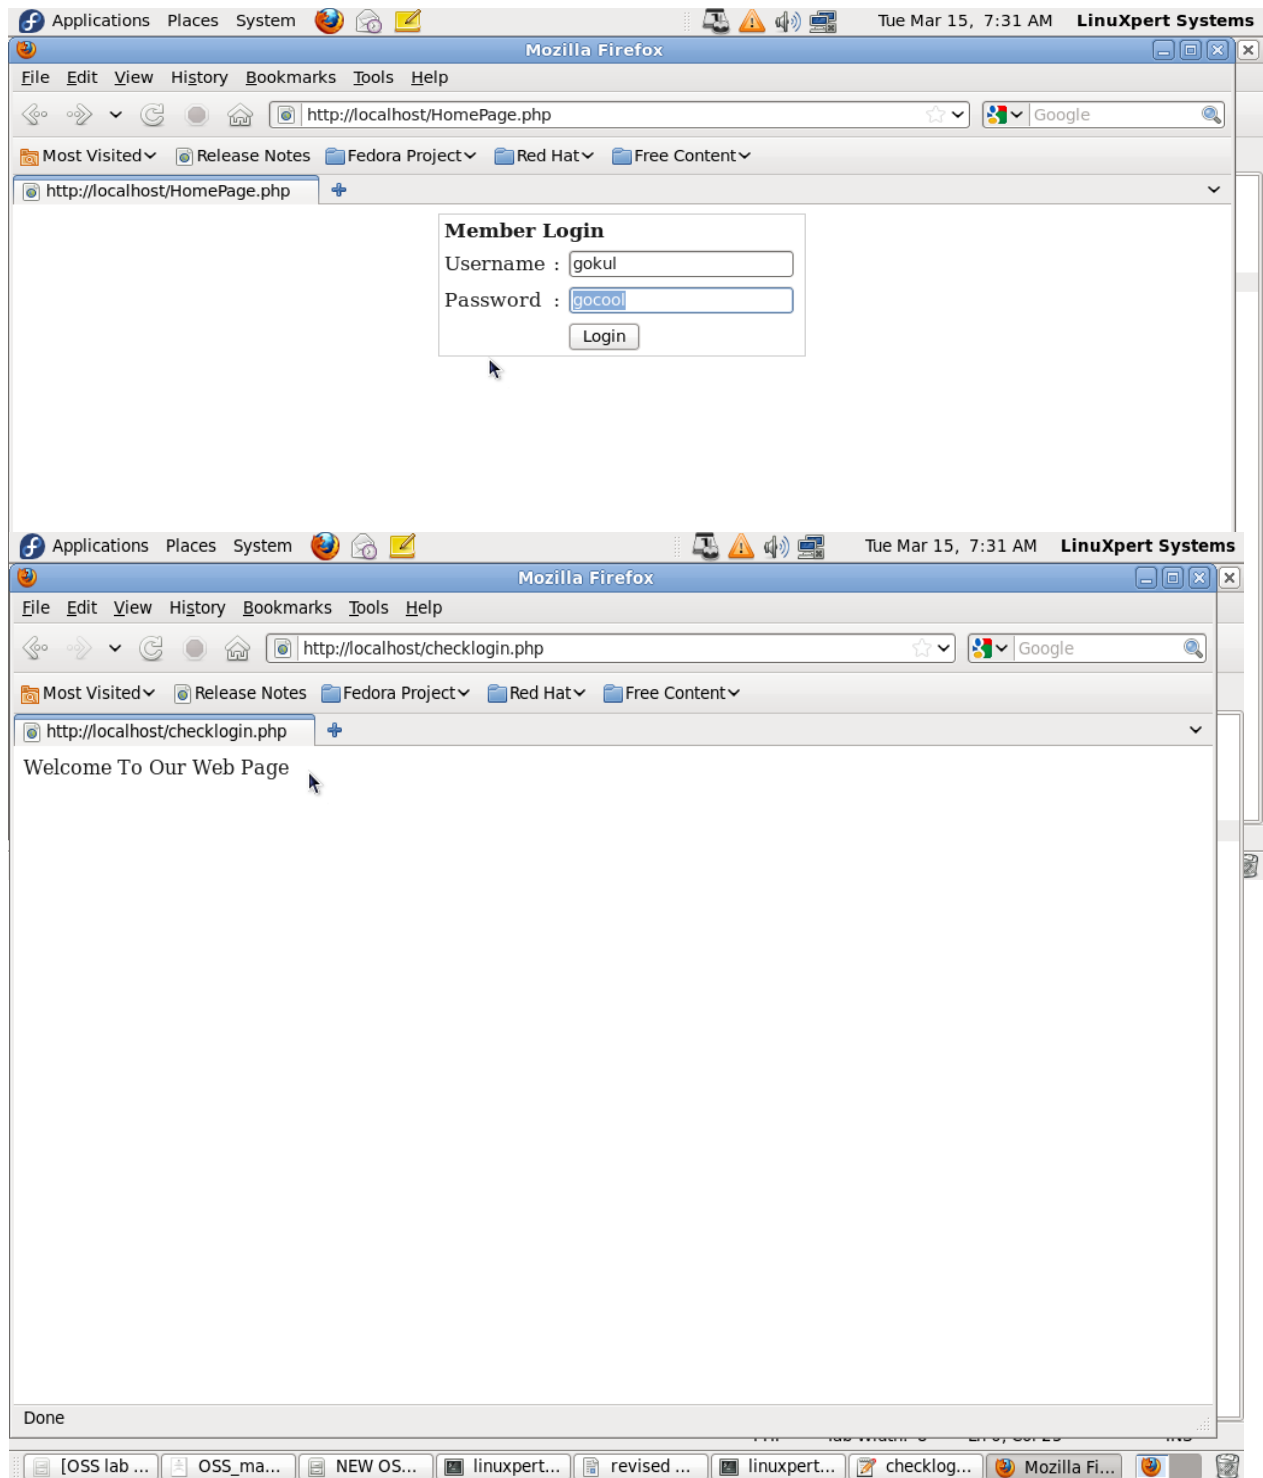 Applications Places System Tue Mar 15, 7:31 AM LinuXpert Systems
Mozilla Firefox
File Edit View History Bookmarks Tools Help
http://localhost/HomePage.php Google
Most Visited Release Notes Fedora Project Red Hat Free Content
http://localhost/HomePage.php
Member Login
Username : gokul
Password : gocool
Login
Applications Places System Tue Mar 15, 7:31 AM LinuXpert Systems
Mozilla Firefox
File Edit View History Bookmarks Tools Help
http://localhost/checklogin.php Google
Most Visited Release Notes Fedora Project Red Hat Free Content
http://localhost/checklogin.php
Welcome To Our Web Page
Done
[OSS lab ... OSS_ma... NEW OS... linuxpert... revised ... linuxpert... checklog... Mozilla Fi...